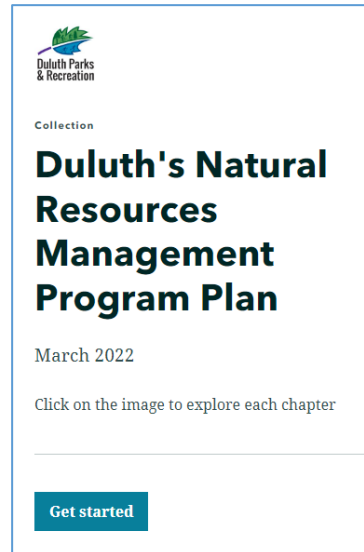 Duluth Parks
& Recreation
Collection
Duluth's Natural
Resources
Management
Program Plan
March 2022
Click on the image to explore each chapter
Get started